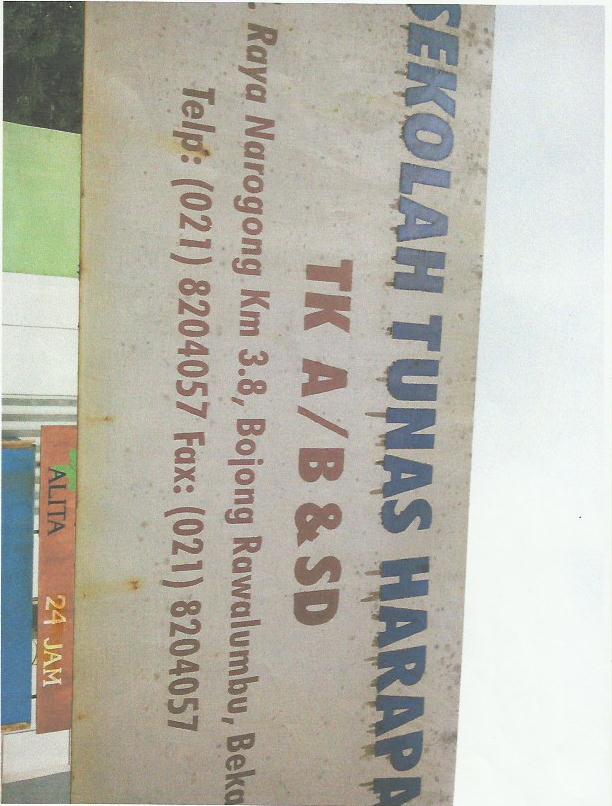 SEKOLAH TUNAS HARAPA
TK A/B & SD
. Raya Narogong Km 3.8, Bojong Rawalumbu, Beka
Telp: (021) 8204057 Fax: (021) 8204057
ALITA 24 JAM